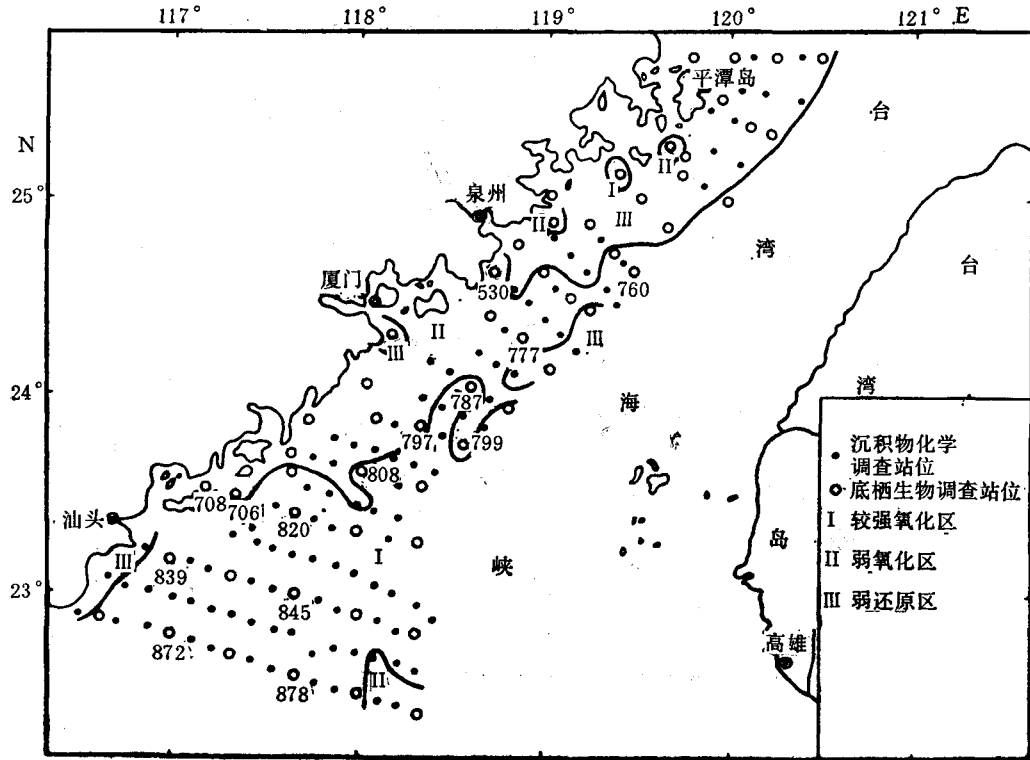 117° 118° 119° 120° 121° E
平潭岛
台
N
II
I
25°
泉州
II
III
湾
厦门
530
760
台
II
III
III
777
24°
787
海
湾
797
799
沉积物化学
调查站位
808
底栖生物调查站位
708
706
汕头
820
I 较强氧化区
I
峡
岛
III
II 弱氧化区
839
23°
845
III 弱还原区
872
高雄
II
878